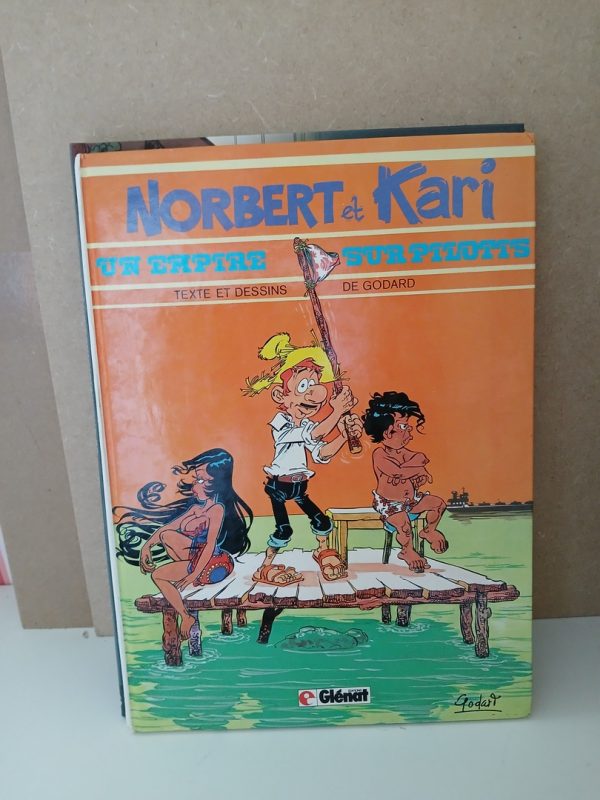 NORBERT et Kari
UN EMPIRE SUR PILOTIS
TEXTE ET DESSINS DE GODARD
Glénat
Godard